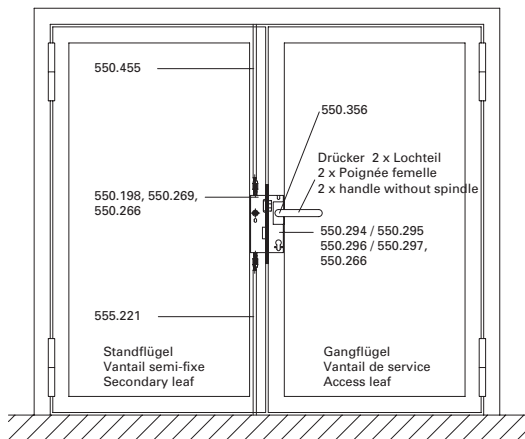 550.455
550.356
Drücker 2 x Lochteil
2 x Poignée femelle
2 x handle without spindle
550.198, 550.269,
550.266
550.294 / 550.295
550.296 / 550.297,
550.266
555.221
Standflügel
Vantail semi-fixe
Secondary leaf
Gangflügel
Vantail de service
Access leaf